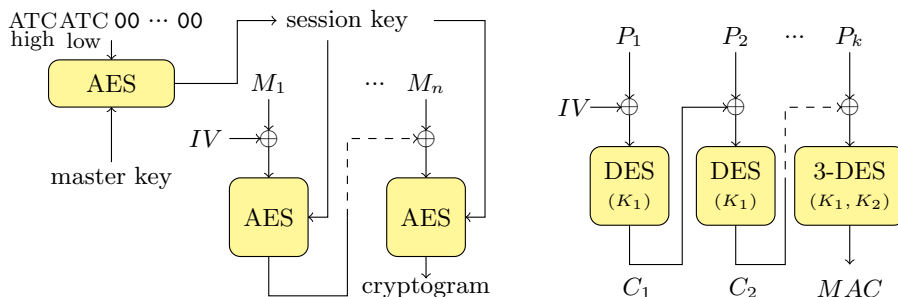 ATC ATC 00 ··· 00
high low
session key
AES
M1 ··· Mn
IV
master key
AES AES
cryptogram
P1 P2 ··· Pk
IV
DES DES 3-DES
(K1) (K1) (K1, K2)
C1 C2 MAC